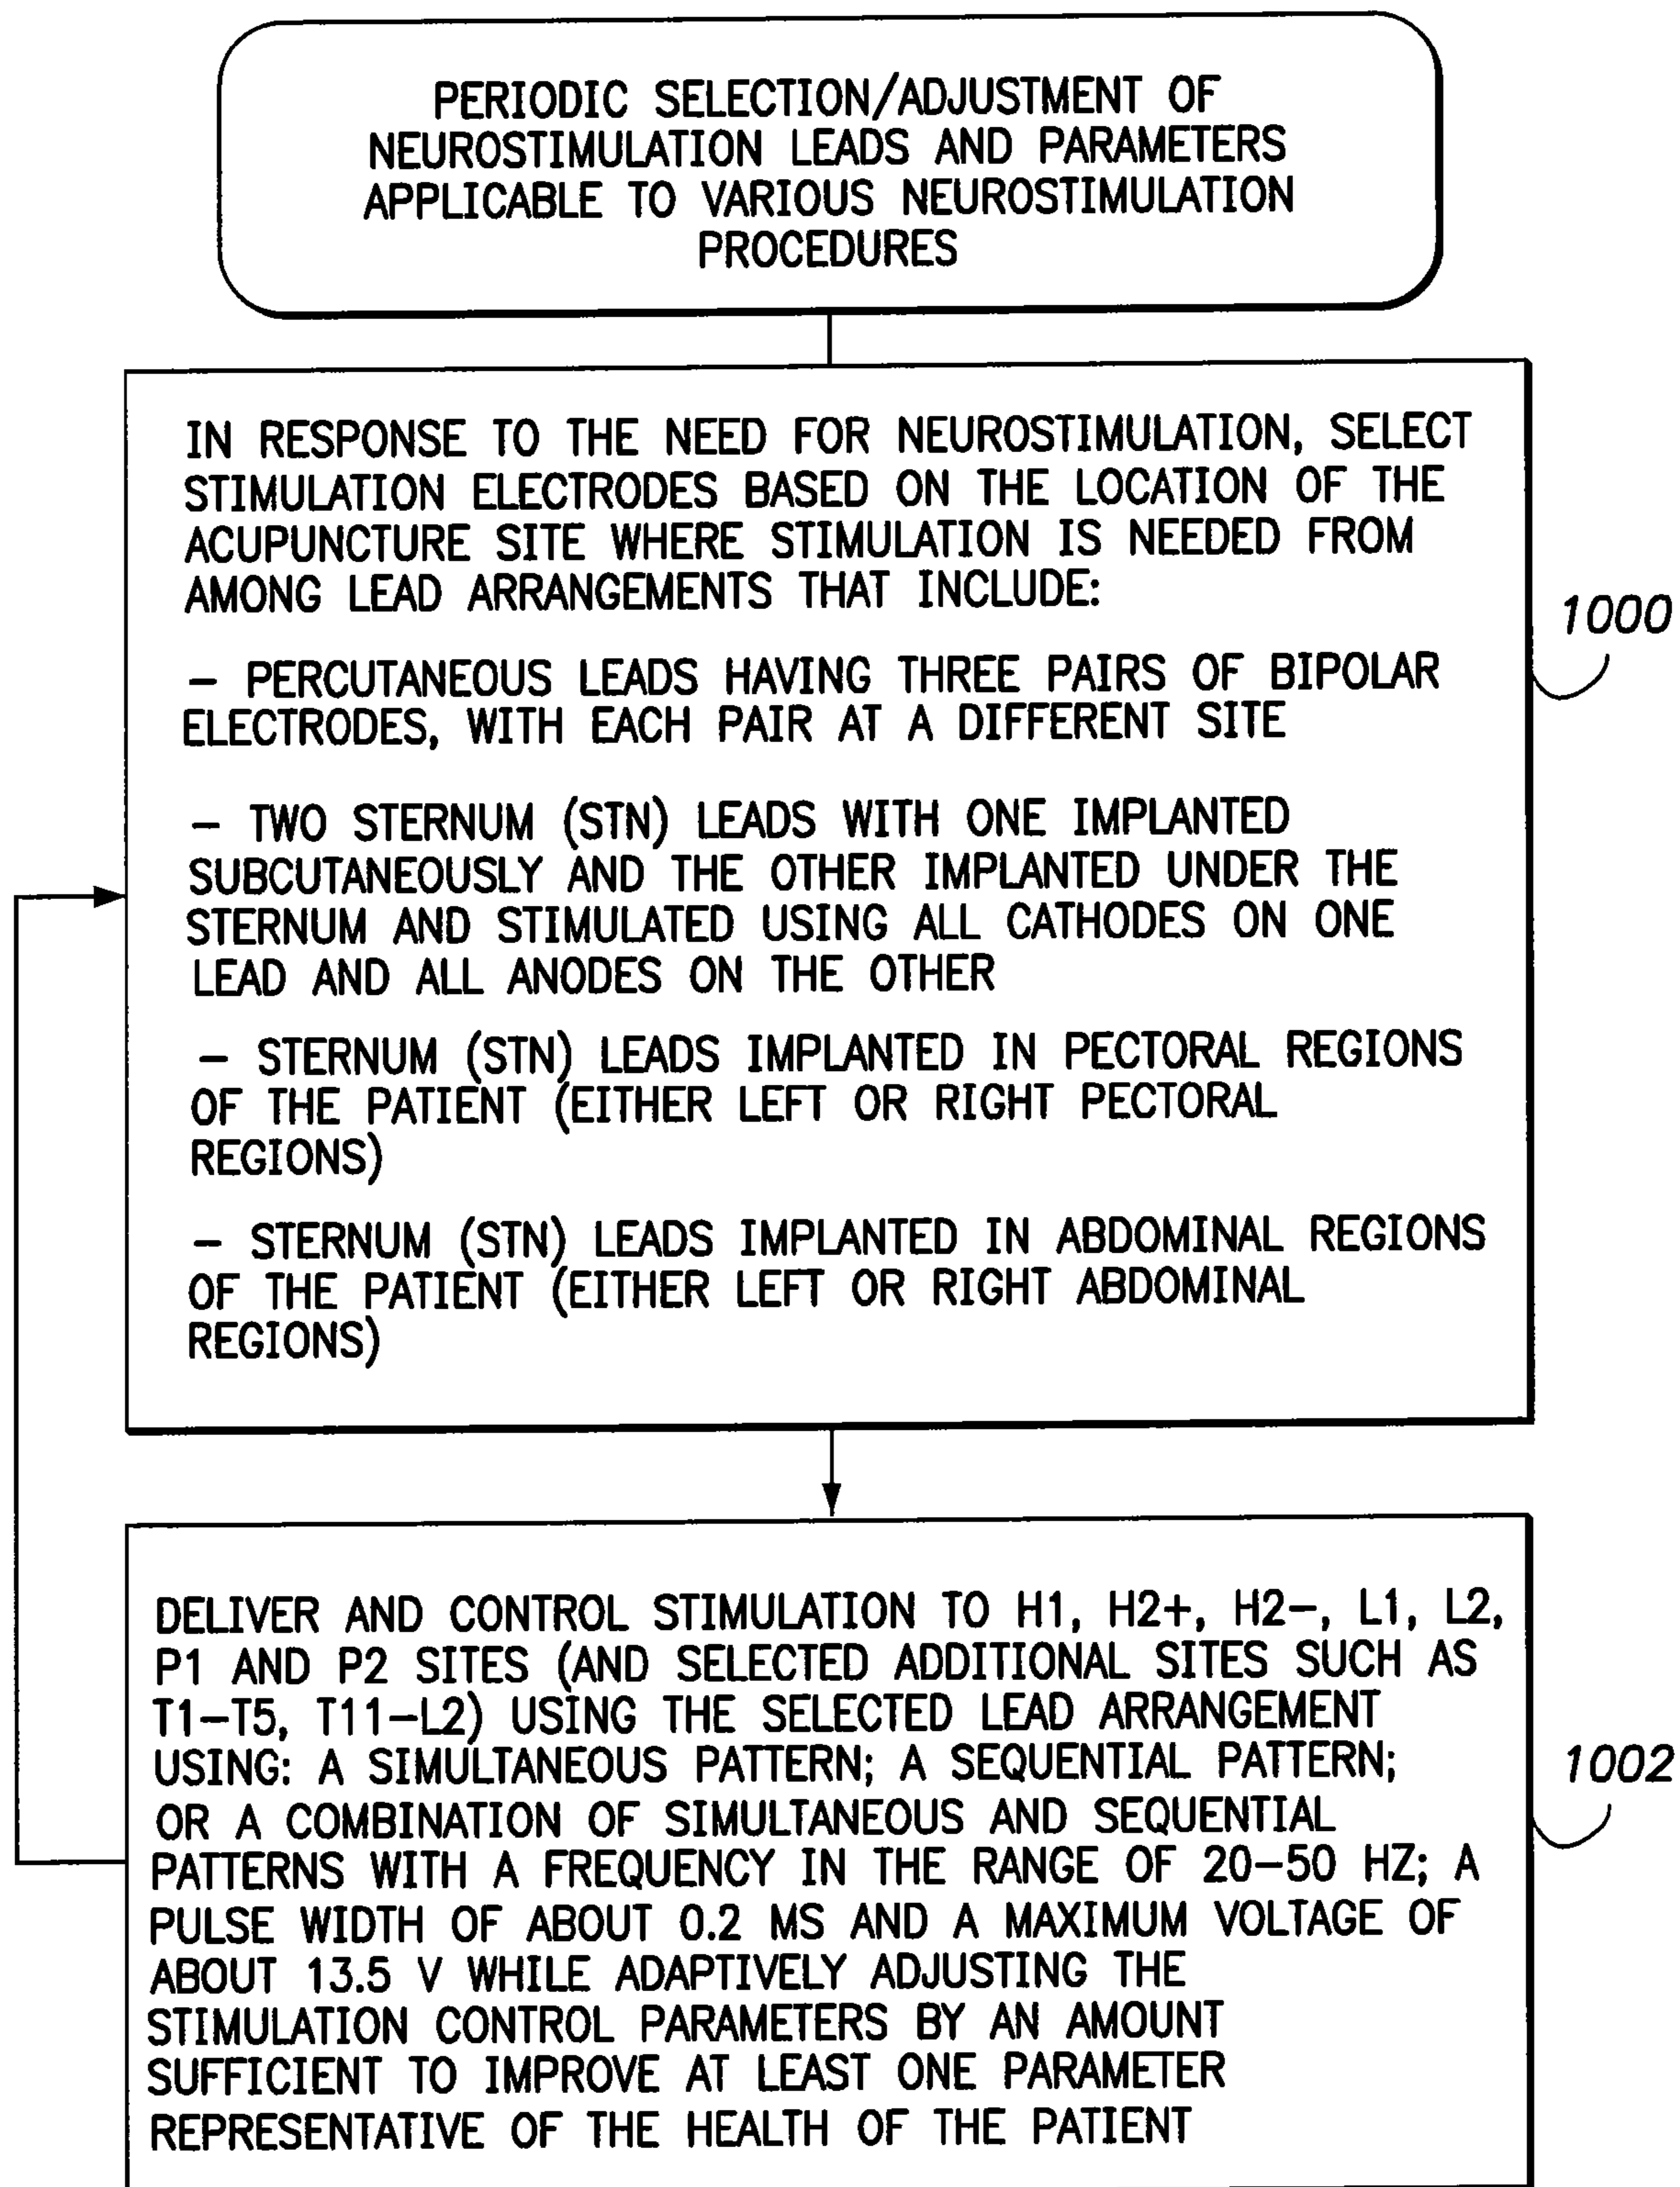 PERIODIC SELECTION/ADJUSTMENT OF
NEUROSTIMULATION LEADS AND PARAMETERS
APPLICABLE TO VARIOUS NEUROSTIMULATION
PROCEDURES
IN RESPONSE TO THE NEED FOR NEUROSTIMULATION, SELECT
STIMULATION ELECTRODES BASED ON THE LOCATION OF THE
ACUPUNCTURE SITE WHERE STIMULATION IS NEEDED FROM
AMONG LEAD ARRANGEMENTS THAT INCLUDE:
1000
– PERCUTANEOUS LEADS HAVING THREE PAIRS OF BIPOLAR
ELECTRODES, WITH EACH PAIR AT A DIFFERENT SITE
– TWO STERNUM (STN) LEADS WITH ONE IMPLANTED
SUBCUTANEOUSLY AND THE OTHER IMPLANTED UNDER THE
STERNUM AND STIMULATED USING ALL CATHODES ON ONE
LEAD AND ALL ANODES ON THE OTHER
– STERNUM (STN) LEADS IMPLANTED IN PECTORAL REGIONS
OF THE PATIENT (EITHER LEFT OR RIGHT PECTORAL
REGIONS)
– STERNUM (STN) LEADS IMPLANTED IN ABDOMINAL REGIONS
OF THE PATIENT (EITHER LEFT OR RIGHT ABDOMINAL
REGIONS)
DELIVER AND CONTROL STIMULATION TO H1, H2+, H2–, L1, L2,
P1 AND P2 SITES (AND SELECTED ADDITIONAL SITES SUCH AS
T1–T5, T11–L2) USING THE SELECTED LEAD ARRANGEMENT
USING: A SIMULTANEOUS PATTERN; A SEQUENTIAL PATTERN;
1002
OR A COMBINATION OF SIMULTANEOUS AND SEQUENTIAL
PATTERNS WITH A FREQUENCY IN THE RANGE OF 20–50 HZ; A
PULSE WIDTH OF ABOUT 0.2 MS AND A MAXIMUM VOLTAGE OF
ABOUT 13.5 V WHILE ADAPTIVELY ADJUSTING THE
STIMULATION CONTROL PARAMETERS BY AN AMOUNT
SUFFICIENT TO IMPROVE AT LEAST ONE PARAMETER
REPRESENTATIVE OF THE HEALTH OF THE PATIENT